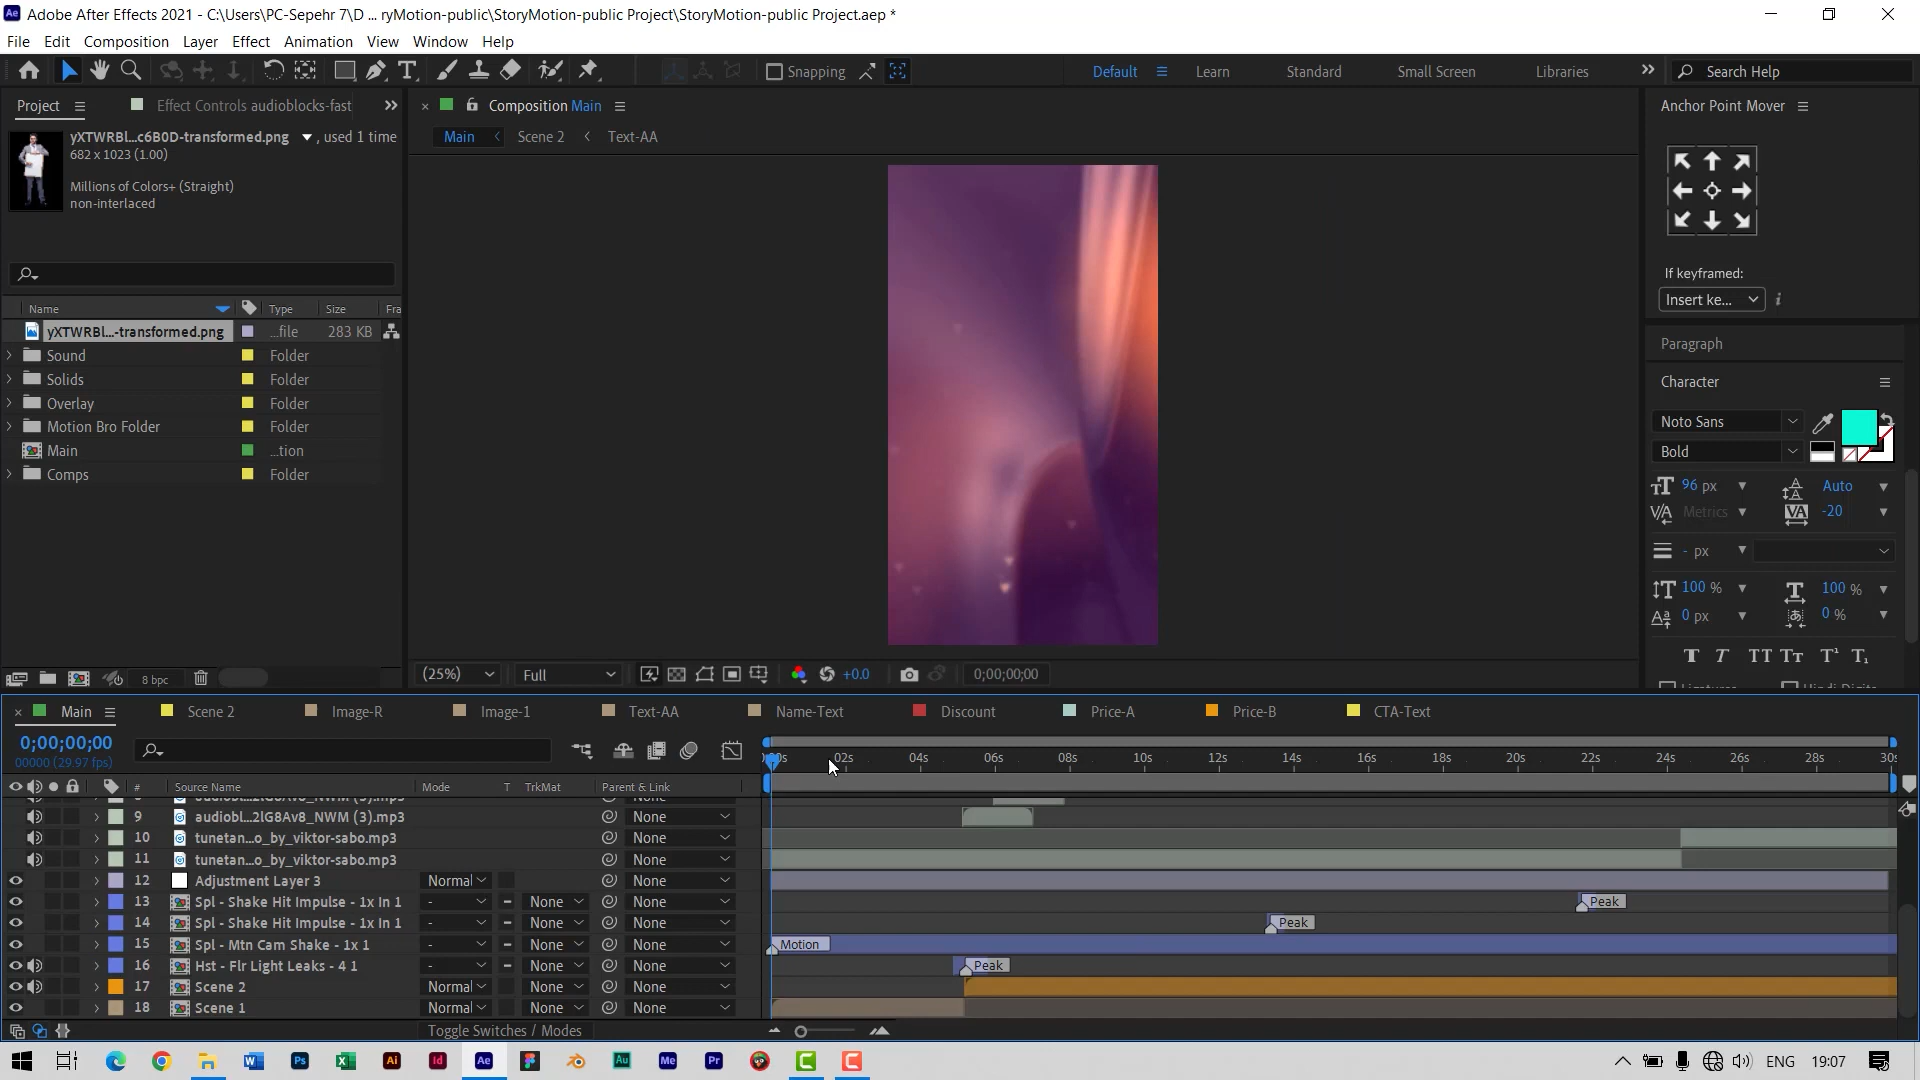 Adobe After Effects 2021 - C:\Users\PC-Sepehr 7\D ... ryMotion-public\StoryMotion-public Project\StoryMotion-public Project.aep *
File Edit Composition Layer Effect Animation View Window Help
Snapping
Default Learn Standard Small Screen Libraries
Search Help
Project
Effect Controls audioblocks-fast
Composition Main
Anchor Point Mover
yXTWRBl...c6B0D-transformed.png , used 1 time
682 x 1023 (1.00)
Millions of Colors+ (Straight)
non-interlaced
Main Scene 2 Text-AA
If keyframed:
Insert ke...
Name Type Size Fra
yXTWRBl...-transformed.png ...file 283 KB
Sound Folder
Solids Folder
Overlay Folder
Motion Bro Folder Folder
Main ...tion
Comps Folder
Paragraph
Character
Noto Sans
Bold
96 px Auto
Metrics -20
- px
100 % 100 %
0 px 0 %
8 bpc
(25%) Full +0.0 0;00;00;00
Main Scene 2 Image-R Image-1 Text-AA Name-Text Discount Price-A Price-B CTA-Text
0;00;00;00
00000 (29.97 fps)
02s 04s 06s 08s 10s 12s 14s 16s 18s 20s 22s 24s 26s 28s 30s
# Source Name Mode T TrkMat Parent & Link
9 audiobl...2lG8Av8_NWM (3).mp3 None
10 tunetan...o_by_viktor-sabo.mp3 None
11 tunetan...o_by_viktor-sabo.mp3 None
12 Adjustment Layer 3 Normal None
13 Spl - Shake Hit Impulse - 1x In 1 - None None Peak
14 Spl - Shake Hit Impulse - 1x In 1 - None None Peak
15 Spl - Mtn Cam Shake - 1x 1 - None None Motion
16 Hst - Flr Light Leaks - 4 1 - None None Peak
17 Scene 2 Normal None None
18 Scene 1 Normal None None
Toggle Switches / Modes
ENG 19:07